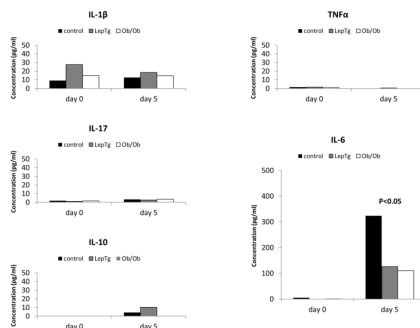 IL-1β
control LepTg Ob/Ob
Concentration (pg/ml)
50
40
30
20
10
0
day 0 day 5
TNFα
control LepTg Ob/Ob
Concentration (pg/ml)
50
40
30
20
10
0
day 0 day 5
IL-17
control LepTg Ob/Ob
Concentration (pg/ml)
50
40
30
20
10
0
day 0 day 5
IL-6
control LepTg Ob/Ob
Concentration (pg/ml)
500
400
300
200
100
0
P<0.05
day 0 day 5
IL-10
control LepTg Ob/Ob
Concentration (pg/ml)
50
40
30
20
10
0
day 0 day 5